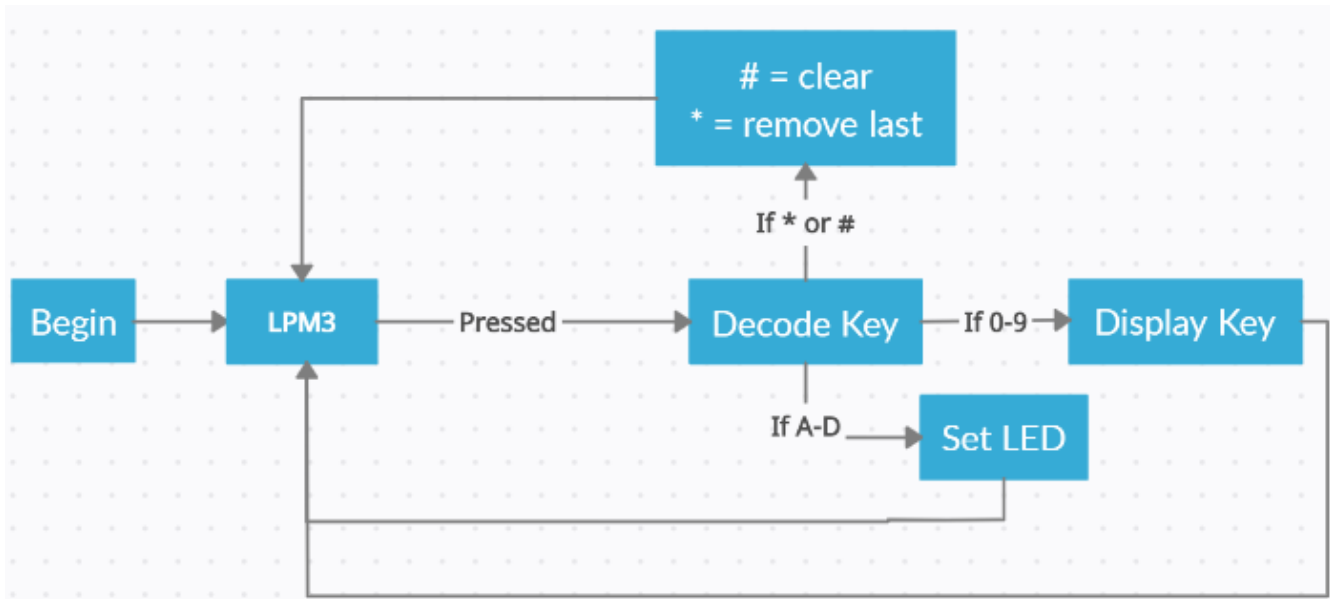 # = clear
* = remove last
If * or #
Begin
LPM3
Pressed
Decode Key
If 0-9
Display Key
If A-D
Set LED